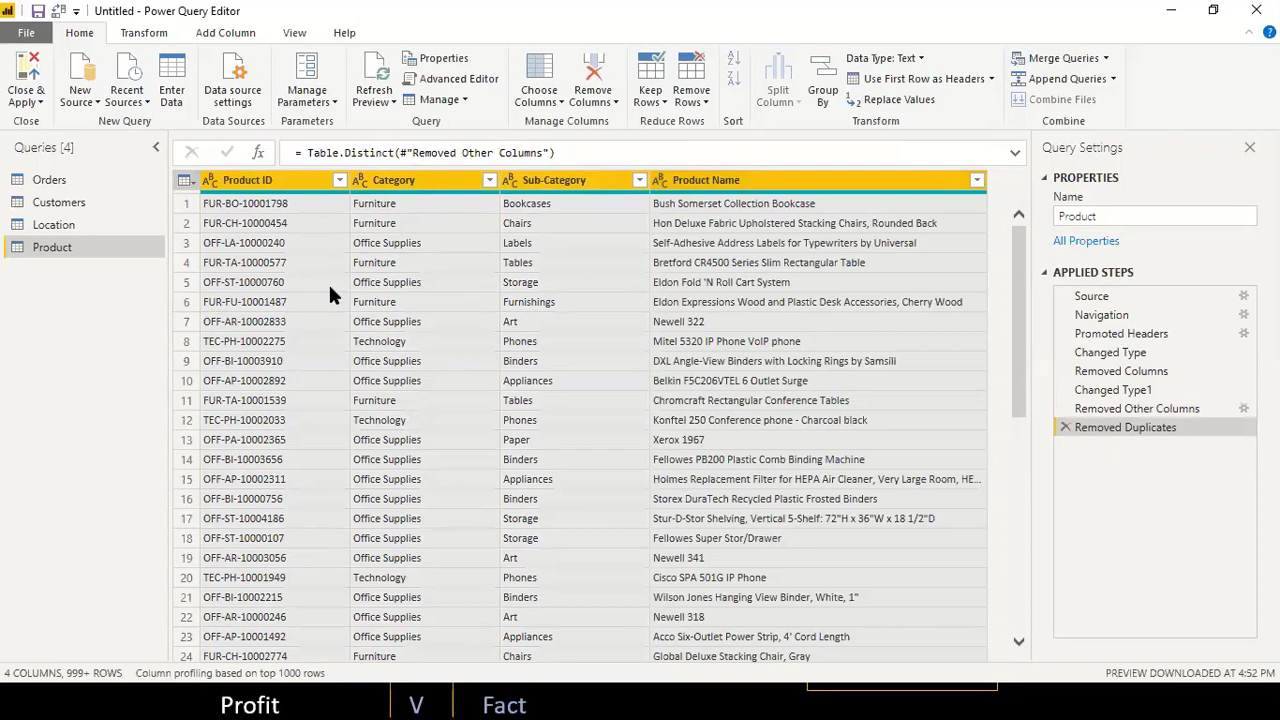 Untitled - Power Query Editor
File Home Transform Add Column View Help
Close & Apply New Source Recent Sources Enter Data Data source settings Manage Parameters Refresh Preview Properties Advanced Editor Manage Choose Columns Remove Columns Keep Rows Remove Rows Split Column Group By Data Type: Text Use First Row as Headers Replace Values Merge Queries Append Queries Combine Files
Close New Query Data Sources Parameters Query Manage Columns Reduce Rows Sort Transform Combine
Queries [4]
Orders
Customers
Location
Product
= Table.Distinct(#"Removed Other Columns")
Product ID Category Sub-Category Product Name
1 FUR-BO-10001798 Furniture Bookcases Bush Somerset Collection Bookcase
2 FUR-CH-10000454 Furniture Chairs Hon Deluxe Fabric Upholstered Stacking Chairs, Rounded Back
3 OFF-LA-10000240 Office Supplies Labels Self-Adhesive Address Labels for Typewriters by Universal
4 FUR-TA-10000577 Furniture Tables Bretford CR4500 Series Slim Rectangular Table
5 OFF-ST-10000760 Office Supplies Storage Eldon Fold 'N Roll Cart System
6 FUR-FU-10001487 Furniture Furnishings Eldon Expressions Wood and Plastic Desk Accessories, Cherry Wood
7 OFF-AR-10002833 Office Supplies Art Newell 322
8 TEC-PH-10002275 Technology Phones Mitel 5320 IP Phone VoIP phone
9 OFF-BI-10003910 Office Supplies Binders DXL Angle-View Binders with Locking Rings by Samsill
10 OFF-AP-10002892 Office Supplies Appliances Belkin F5C206VTEL 6 Outlet Surge
11 FUR-TA-10001539 Furniture Tables Chromcraft Rectangular Conference Tables
12 TEC-PH-10002033 Technology Phones Konftel 250 Conference phone - Charcoal black
13 OFF-PA-10002365 Office Supplies Paper Xerox 1967
14 OFF-BI-10003656 Office Supplies Binders Fellowes PB200 Plastic Comb Binding Machine
15 OFF-AP-10002311 Office Supplies Appliances Holmes Replacement Filter for HEPA Air Cleaner, Very Large Room, HE...
16 OFF-BI-10000756 Office Supplies Binders Storex DuraTech Recycled Plastic Frosted Binders
17 OFF-ST-10004186 Office Supplies Storage Stur-D-Stor Shelving, Vertical 5-Shelf: 72"H x 36"W x 18 1/2"D
18 OFF-ST-10000107 Office Supplies Storage Fellowes Super Stor/Drawer
19 OFF-AR-10003056 Office Supplies Art Newell 341
20 TEC-PH-10001949 Technology Phones Cisco SPA 501G IP Phone
21 OFF-BI-10002215 Office Supplies Binders Wilson Jones Hanging View Binder, White, 1"
22 OFF-AR-10000246 Office Supplies Art Newell 318
23 OFF-AP-10001492 Office Supplies Appliances Acco Six-Outlet Power Strip, 4' Cord Length
24 FUR-CH-10002774 Furniture Chairs Global Deluxe Stacking Chair, Gray
Query Settings
PROPERTIES
Name
Product
All Properties
APPLIED STEPS
Source
Navigation
Promoted Headers
Changed Type
Removed Columns
Changed Type1
Removed Other Columns
Removed Duplicates
4 COLUMNS, 999+ ROWS Column profiling based on top 1000 rows PREVIEW DOWNLOADED AT 4:52 PM
Profit V Fact